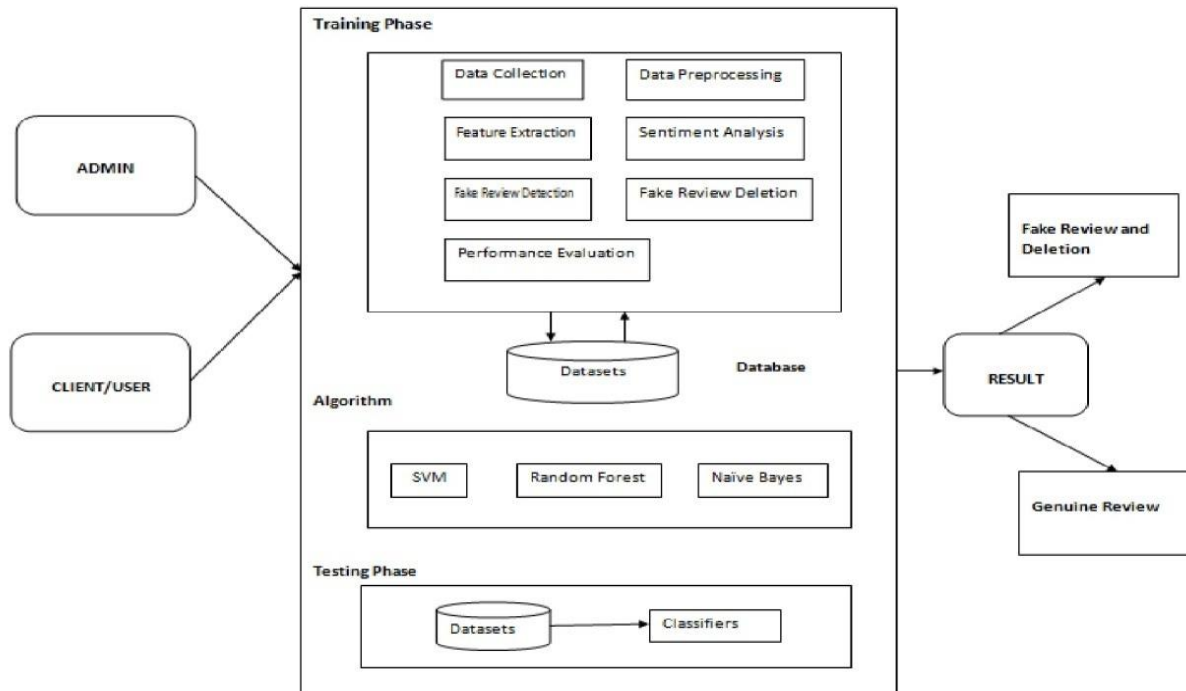 Training Phase
Data Collection
Data Preprocessing
Feature Extraction
Sentiment Analysis
Fake Review Detection
Fake Review Deletion
Performance Evaluation
ADMIN
CLIENT/USER
Datasets
Database
Algorithm
SVM
Random Forest
Naïve Bayes
Testing Phase
Datasets
Classifiers
RESULT
Fake Review and
Deletion
Genuine Review